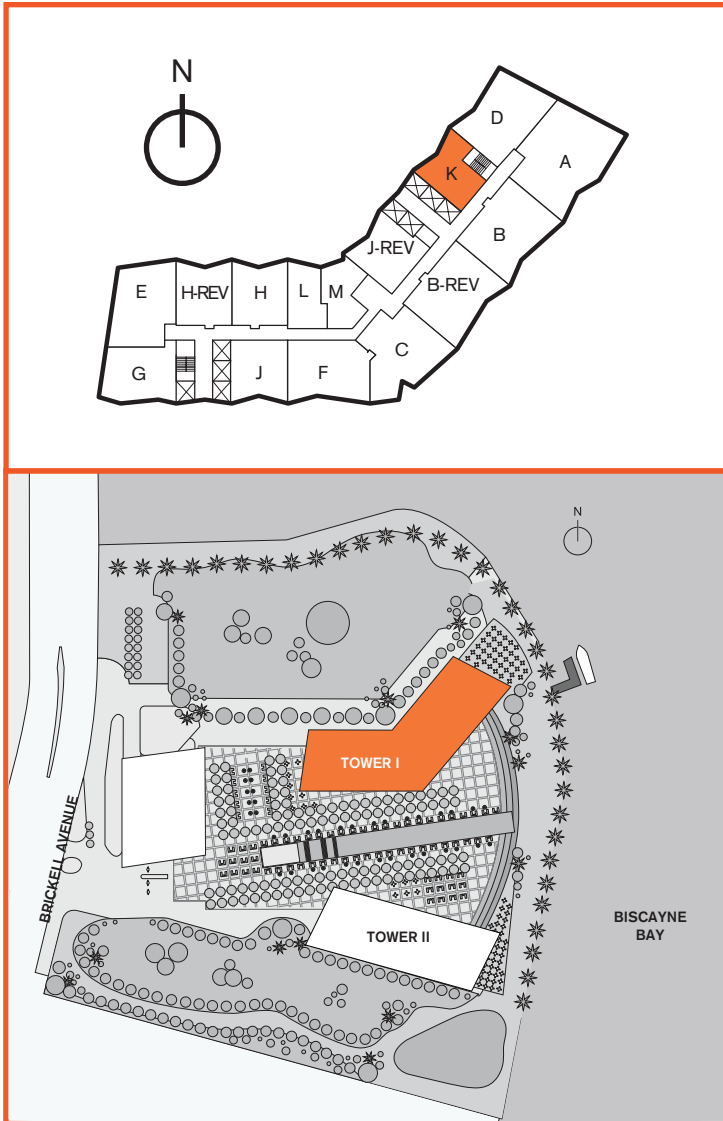 N
D
A
K
B
J-REV
B-REV
E
H-REV
H
L
M
C
G
J
F
N
TOWER I
BRICKELL AVENUE
TOWER II
BISCAYNE
BAY